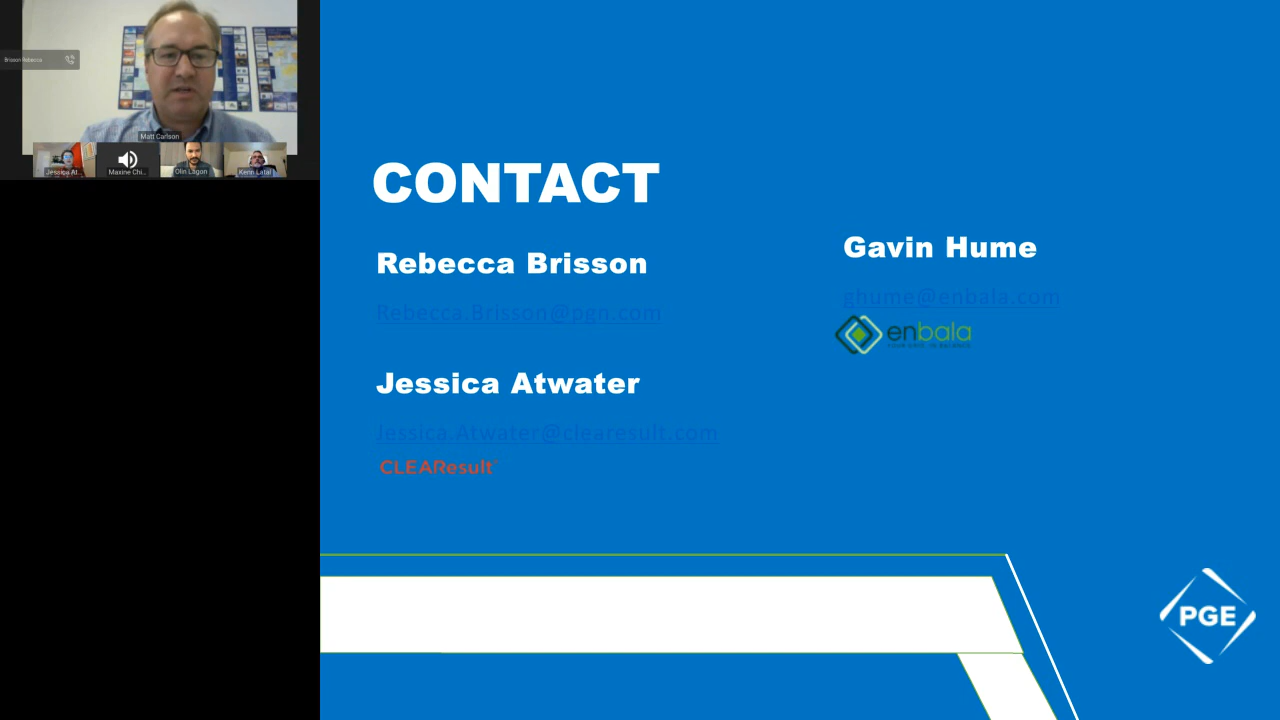 Brisson Rebecca
Matt Carlson
Jessica At...
Maxine Chi...
Olin Lagon
Kenn Latal
CONTACT
Rebecca Brisson
Rebecca.Brisson@pgn.com
Jessica Atwater
Jessica.Atwater@clearesult.com
CLEAResult
Gavin Hume
ghume@enbala.com
enbala
PGE